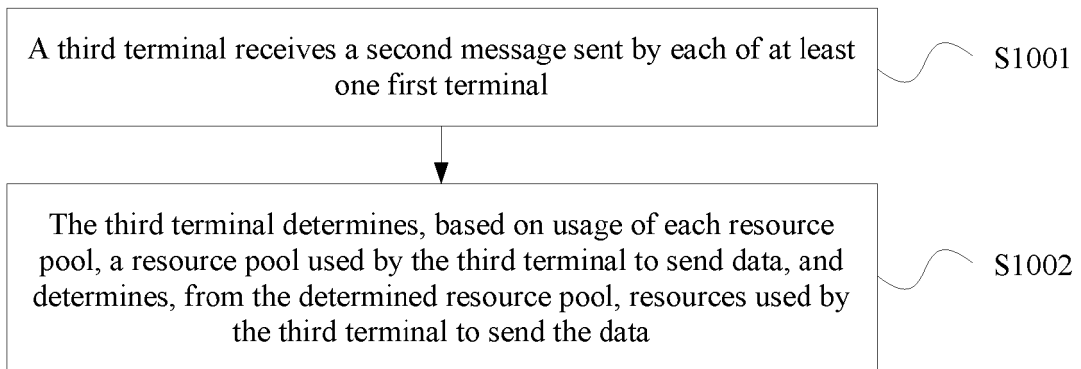 A third terminal receives a second message sent by each of at least
one first terminal
S1001
The third terminal determines, based on usage of each resource
pool, a resource pool used by the third terminal to send data, and
determines, from the determined resource pool, resources used by
the third terminal to send the data
S1002